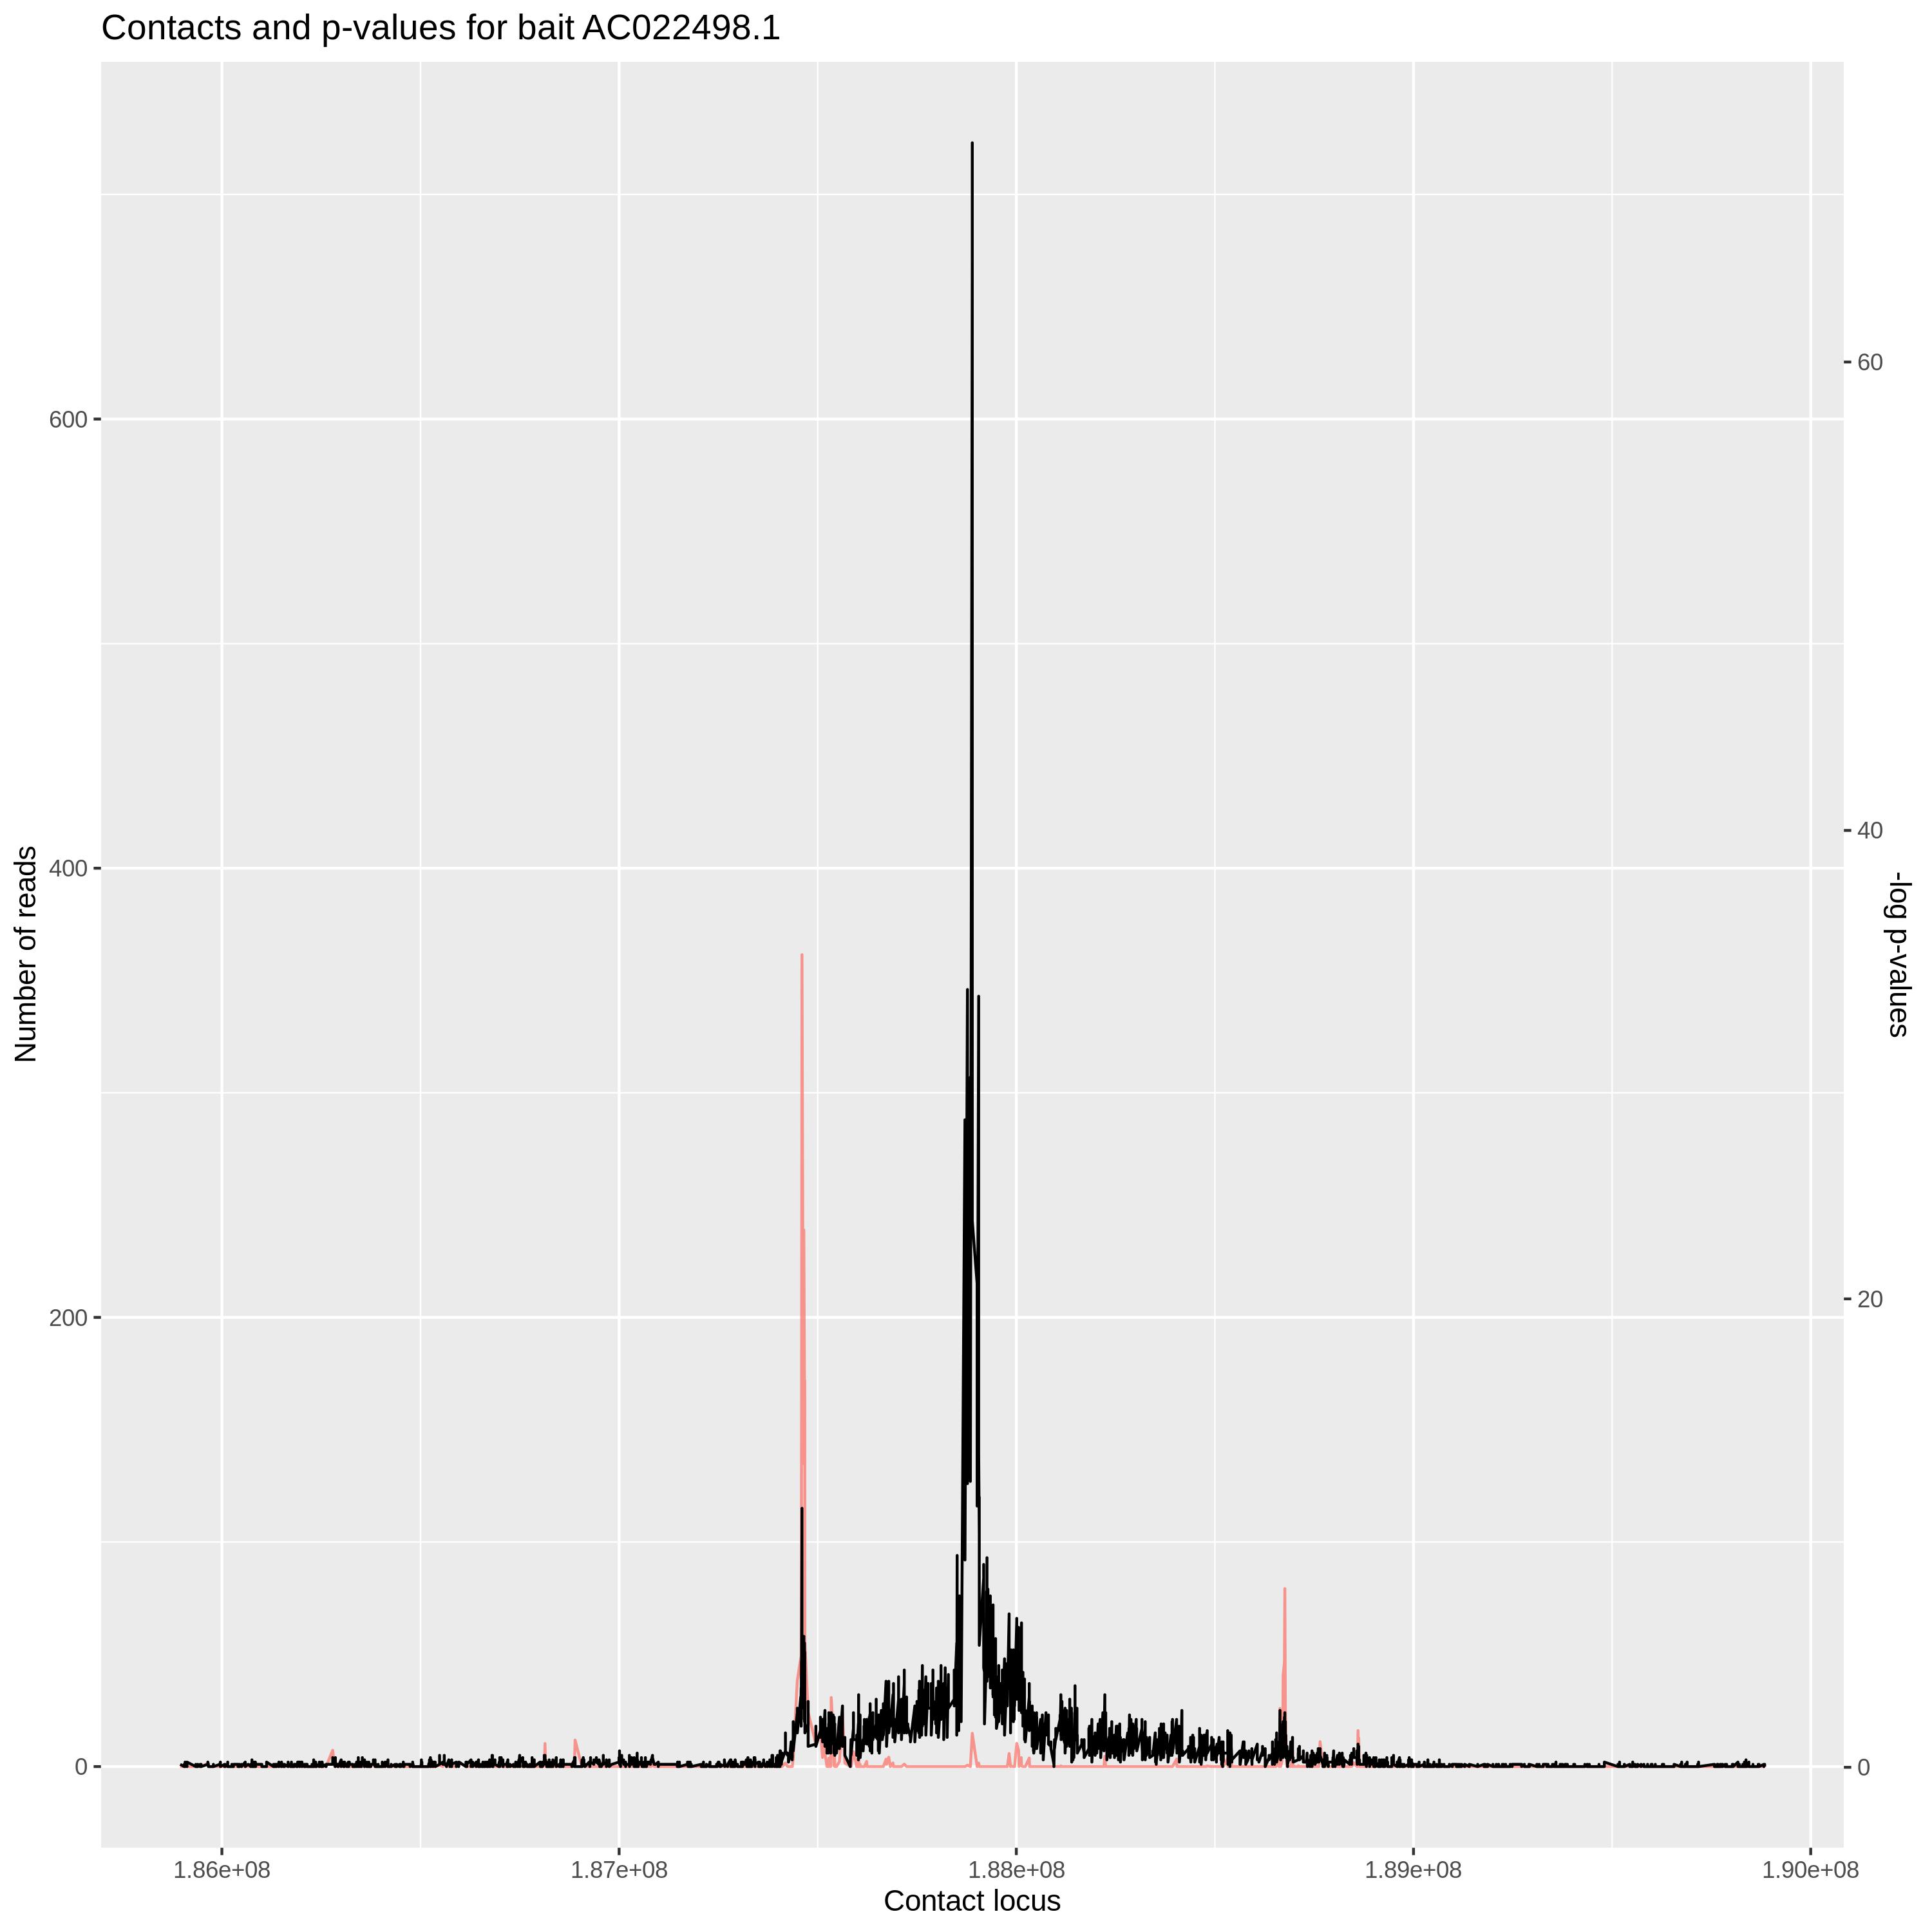 Contacts and p-values for bait AC022498.1
600
400
200
0
Number of reads
60
40
20
0
-log p-values
1.86e+08
1.87e+08
1.88e+08
1.89e+08
1.90e+08
Contact locus